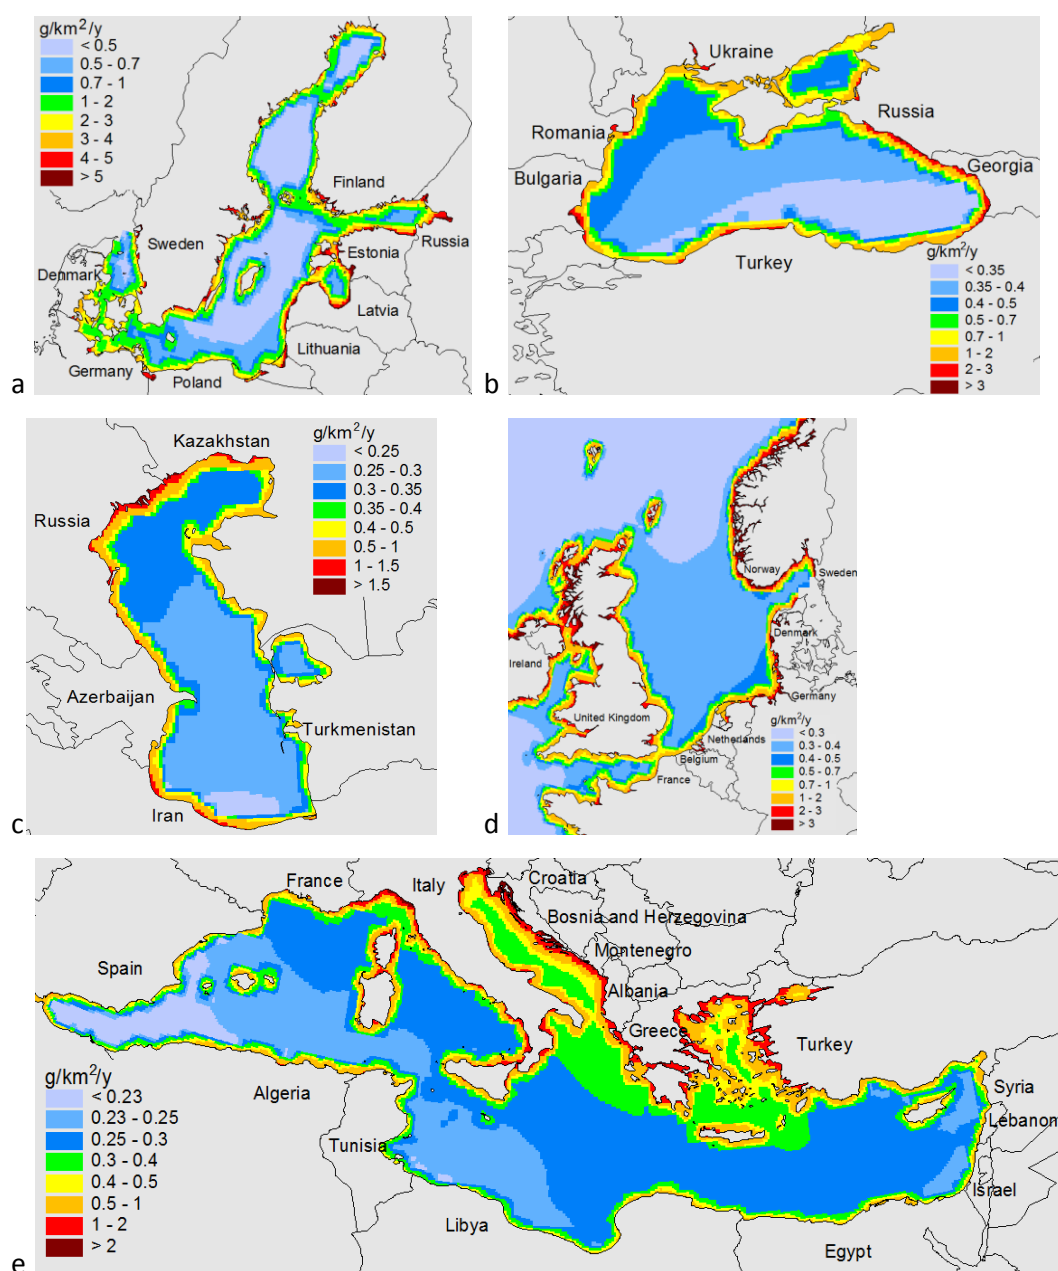 g/km²/y
< 0.5
0.5 - 0.7
0.7 - 1
1 - 2
2 - 3
3 - 4
4 - 5
> 5
Finland
Sweden
Russia
Estonia
Denmark
Latvia
Lithuania
Germany
Poland
a
Ukraine
Russia
Romania
Georgia
Bulgaria
Turkey
g/km²/y
< 0.35
0.35 - 0.4
0.4 - 0.5
0.5 - 0.7
0.7 - 1
1 - 2
2 - 3
> 3
b
Kazakhstan
g/km²/y
< 0.25
0.25 - 0.3
0.3 - 0.35
0.35 - 0.4
0.4 - 0.5
0.5 - 1
1 - 1.5
> 1.5
Russia
Azerbaijan
Turkmenistan
Iran
c
Norway
Sweden
Denmark
Ireland
Germany
United Kingdom
Netherlands
Belgium
France
g/km²/y
< 0.3
0.3 - 0.4
0.4 - 0.5
0.5 - 0.7
0.7 - 1
1 - 2
2 - 3
> 3
d
France
Italy
Croatia
Bosnia and Herzegovina
Montenegro
Spain
Albania
Greece
Turkey
Syria
Algeria
Lebanon
Tunisia
Israel
Libya
Egypt
g/km²/y
< 0.23
0.23 - 0.25
0.25 - 0.3
0.3 - 0.4
0.4 - 0.5
0.5 - 1
1 - 2
> 2
e